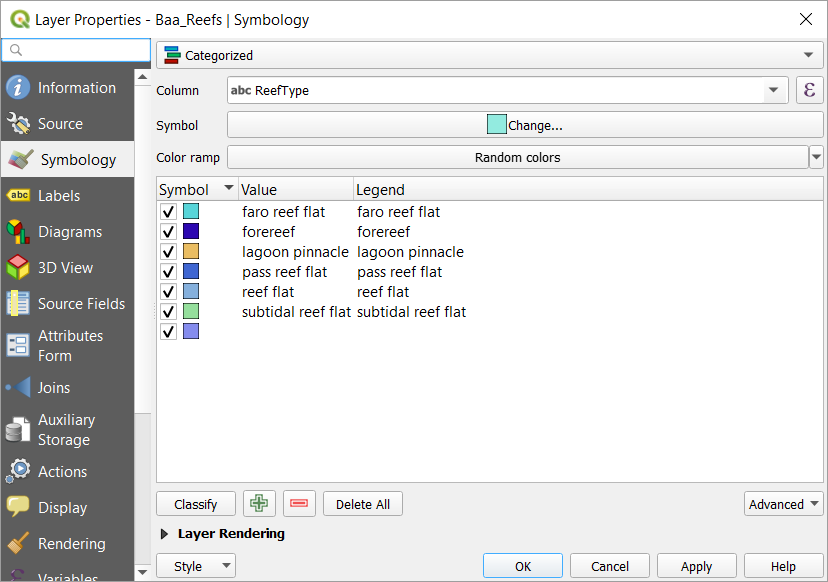 Layer Properties - Baa_Reefs | Symbology
Categorized
Information
Column
abc ReefType
ε
Source
Symbol
Change...
Symbology
Color ramp
Random colors
abc Labels
Symbol Value Legend
faro reef flat faro reef flat
forereef forereef
lagoon pinnacle lagoon pinnacle
pass reef flat pass reef flat
reef flat reef flat
subtidal reef flat subtidal reef flat
Diagrams
3D View
Source Fields
Attributes
Form
Joins
Auxiliary
Storage
Actions
Display
Rendering
Variables
Classify Delete All Advanced
Layer Rendering
Style OK Cancel Apply Help